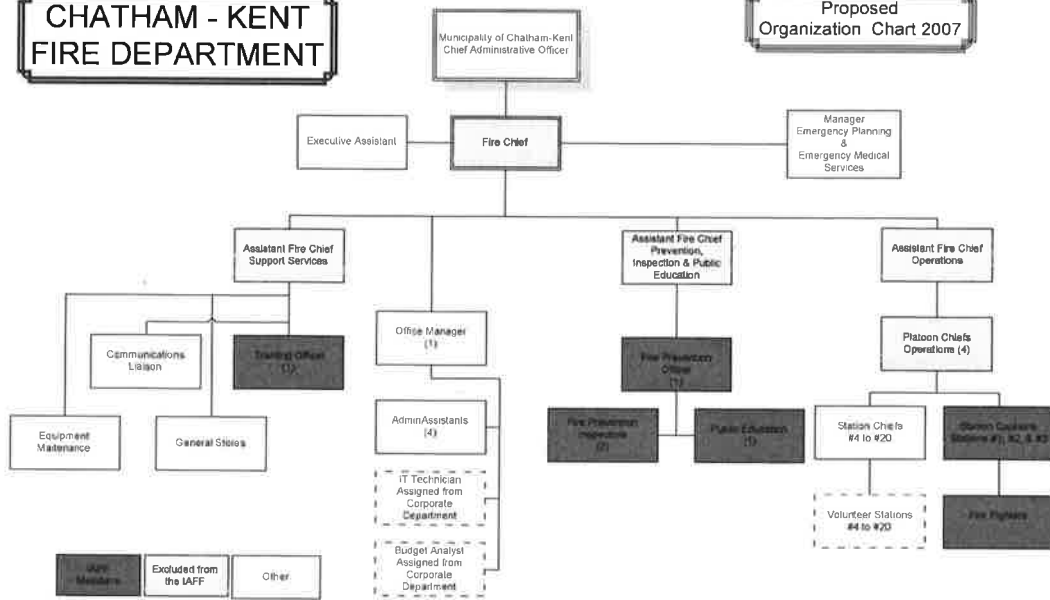 CHATHAM - KENT
FIRE DEPARTMENT
Proposed
Organization Chart 2007
Municipality of Chatham-Kent
Chief Administrative Officer
Executive Assistant
Fire Chief
Manager
Emergency Planning
&
Emergency Medical
Services
Assistant Fire Chief
Support Services
Assistant Fire Chief
Prevention,
Inspection & Public
Education
Assistant Fire Chief
Operations
Communications
Liaison
Training Officer
(1)
Office Manager
(1)
Fire Prevention
Officer
(1)
Platoon Chiefs
Operations (4)
Equipment
Maitenance
General Stores
AdminAssistants
(4)
Fire Prevention
Inspectors
(2)
Public Education
(1)
Station Chiefs
#4 to #20
Station Captains
Stations #1, #2, & #3
IT Technician
Assigned from
Corporate
Department
Volunteer Stations
#4 to #20
Fire Fighters
Budget Analyst
Assigned from
Corporate
Department
IAFF
Members
Excluded from
the IAFF
Other